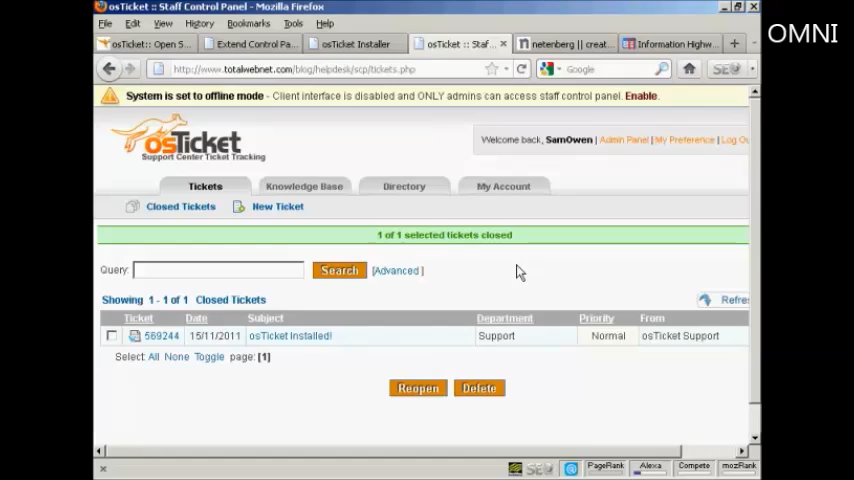 osTicket :: Staff Control Panel - Mozilla Firefox
File Edit View History Bookmarks Tools Help
OMNI
osTicket:: Open S... Extend Control Pa... osTicket Installer osTicket :: Staf... netenberg || creat... Information Highw...
http://www.totalwebnet.com/blog/helpdesk/scp/tickets.php Google SEO
System is set to offline mode - Client interface is disabled and ONLY admins can access staff control panel. Enable.
osTicket
Support Center Ticket Tracking
Welcome back, SamOwen | Admin Panel | My Preference | Log Ou
Tickets Knowledge Base Directory My Account
Closed Tickets New Ticket
1 of 1 selected tickets closed
Query: Search [Advanced ]
Showing 1 - 1 of 1 Closed Tickets Refres
Ticket Date Subject Department Priority From
569244 15/11/2011 osTicket Installed! Support Normal osTicket Support
Select: All None Toggle page: [1]
Reopen Delete
SEO PageRank Alexa Compete mozRank